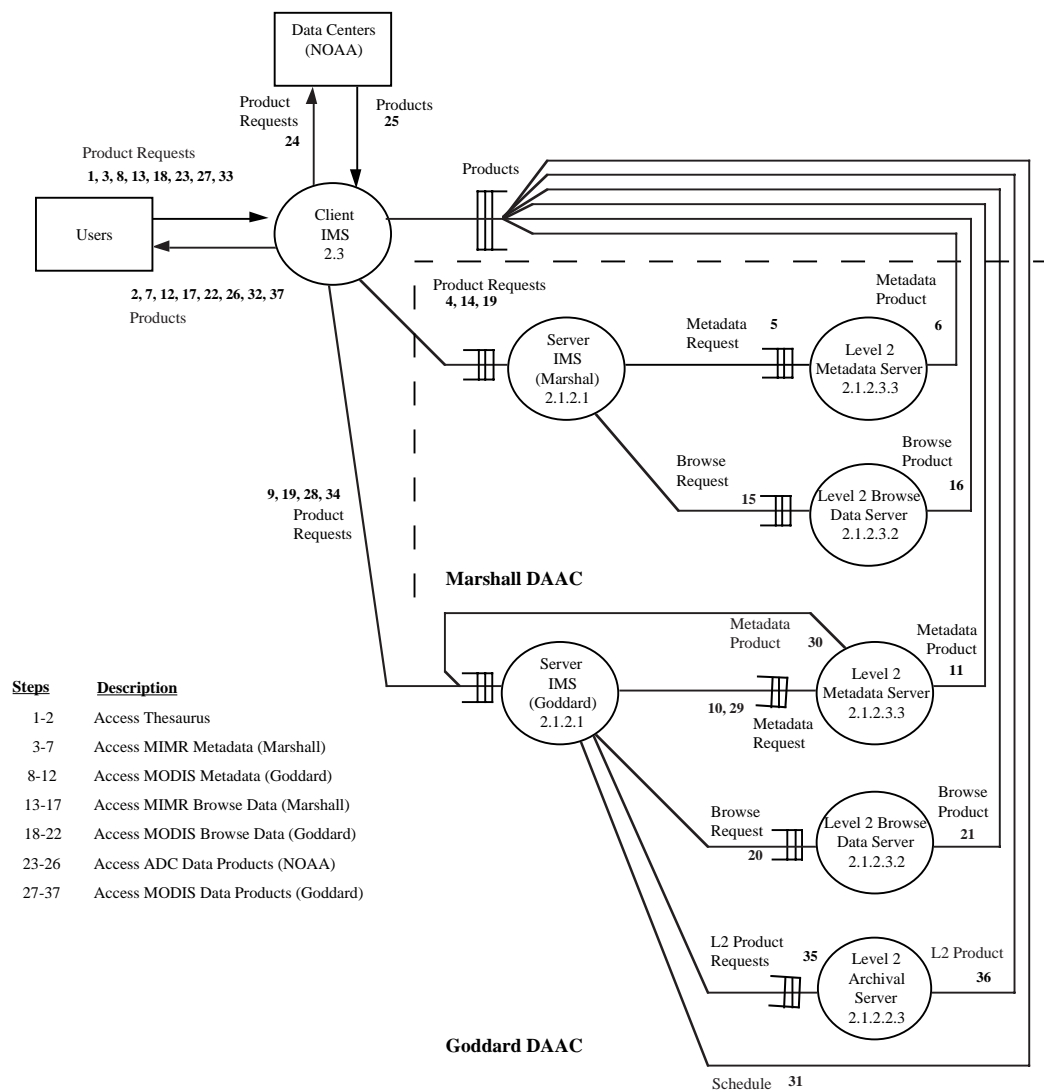 Data Centers
(NOAA)
Product
Requests
24
Products
25
Product Requests
1, 3, 8, 13, 18, 23, 27, 33
Products
Users
Client
IMS
2.3
2, 7, 12, 17, 22, 26, 32, 37
Products
Product Requests
4, 14, 19
Metadata
Product
Server
IMS
(Marshal)
2.1.2.1
Metadata
Request
5
6
Level 2
Metadata Server
2.1.2.3.3
Browse
Request
15
Browse
Product
16
Level 2 Browse
Data Server
2.1.2.3.2
9, 19, 28, 34
Product
Requests
Marshall DAAC
Metadata
Product
30
Metadata
Product
11
Server
IMS
(Goddard)
2.1.2.1
Level 2
Metadata Server
2.1.2.3.3
10, 29
Metadata
Request
Steps Description
1-2 Access Thesaurus
3-7 Access MIMR Metadata (Marshall)
8-12 Access MODIS Metadata (Goddard)
13-17 Access MIMR Browse Data (Marshall)
18-22 Access MODIS Browse Data (Goddard)
23-26 Access ADC Data Products (NOAA)
27-37 Access MODIS Data Products (Goddard)
Browse
Request
20
Level 2 Browse
Data Server
2.1.2.3.2
Browse
Product
21
L2 Product
Requests
35
Level 2
Archival
Server
2.1.2.2.3
L2 Product
36
Goddard DAAC
Schedule 31